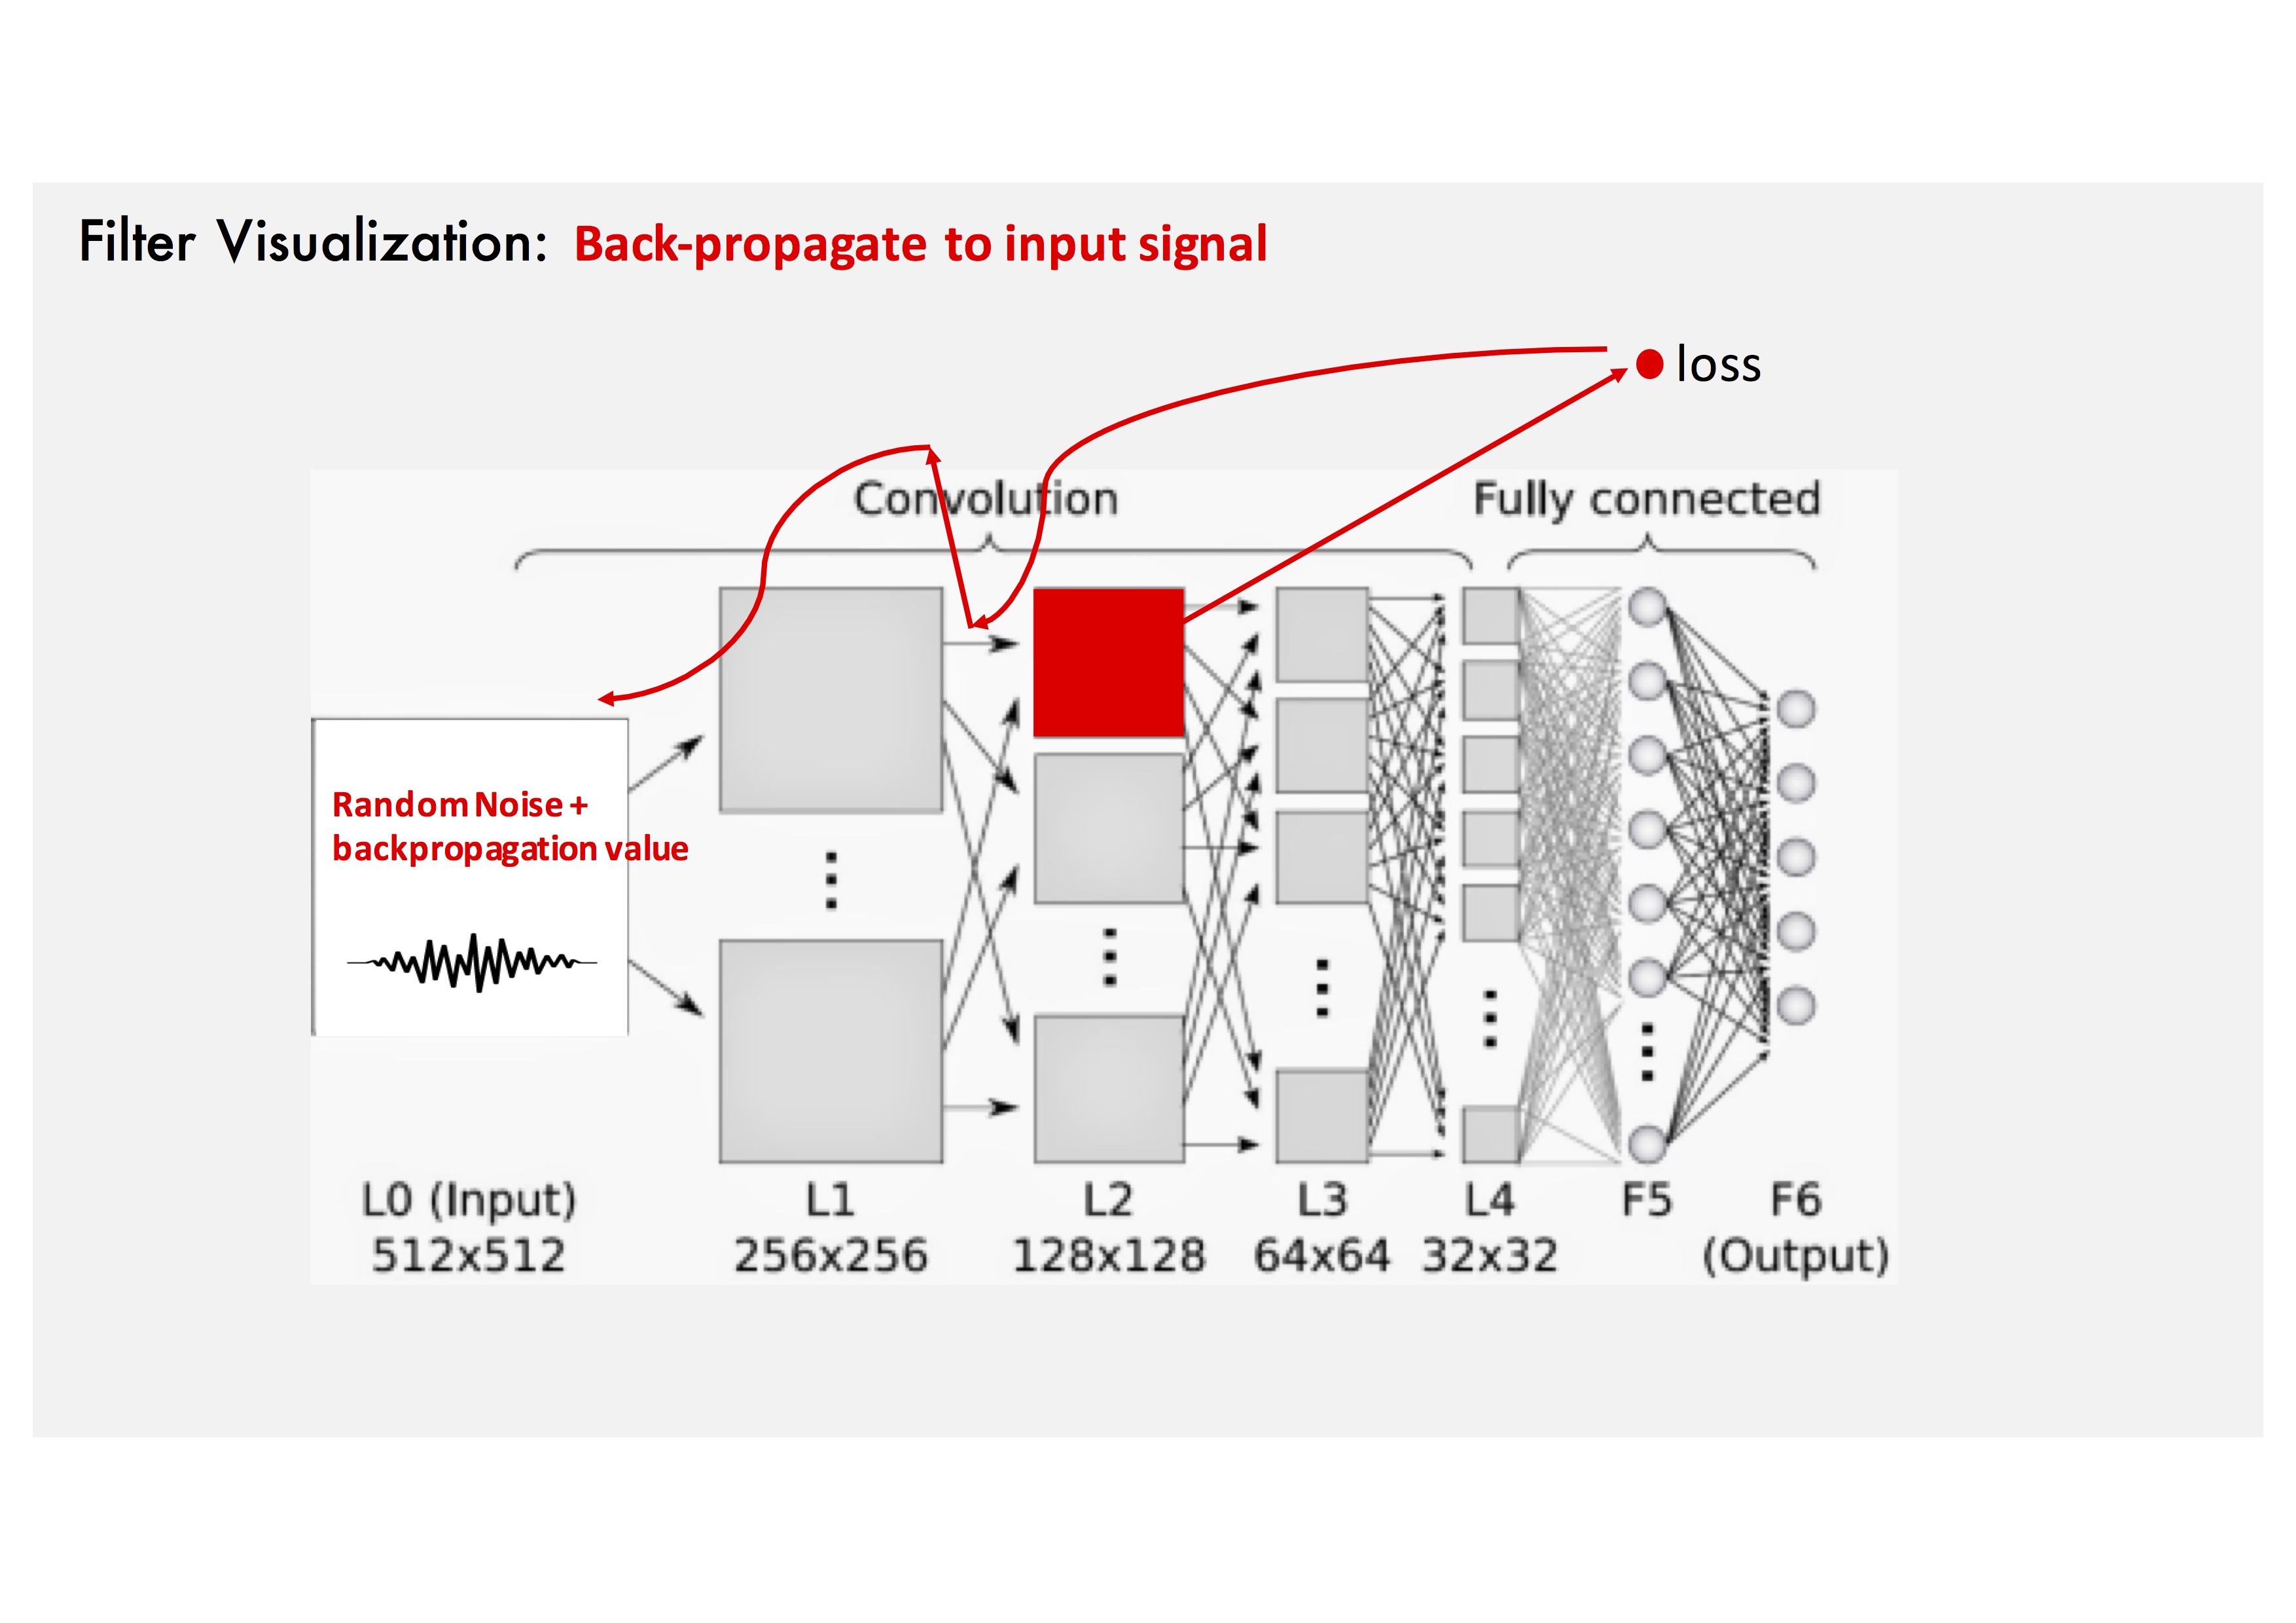 Filter Visualization: Back-propagate to input signal
loss
Convolution
Fully connected
Random Noise +
backpropagation value
L0 (Input)
512x512
L1
256x256
L2
128x128
L3
64x64
L4
32x32
F5
F6
(Output)